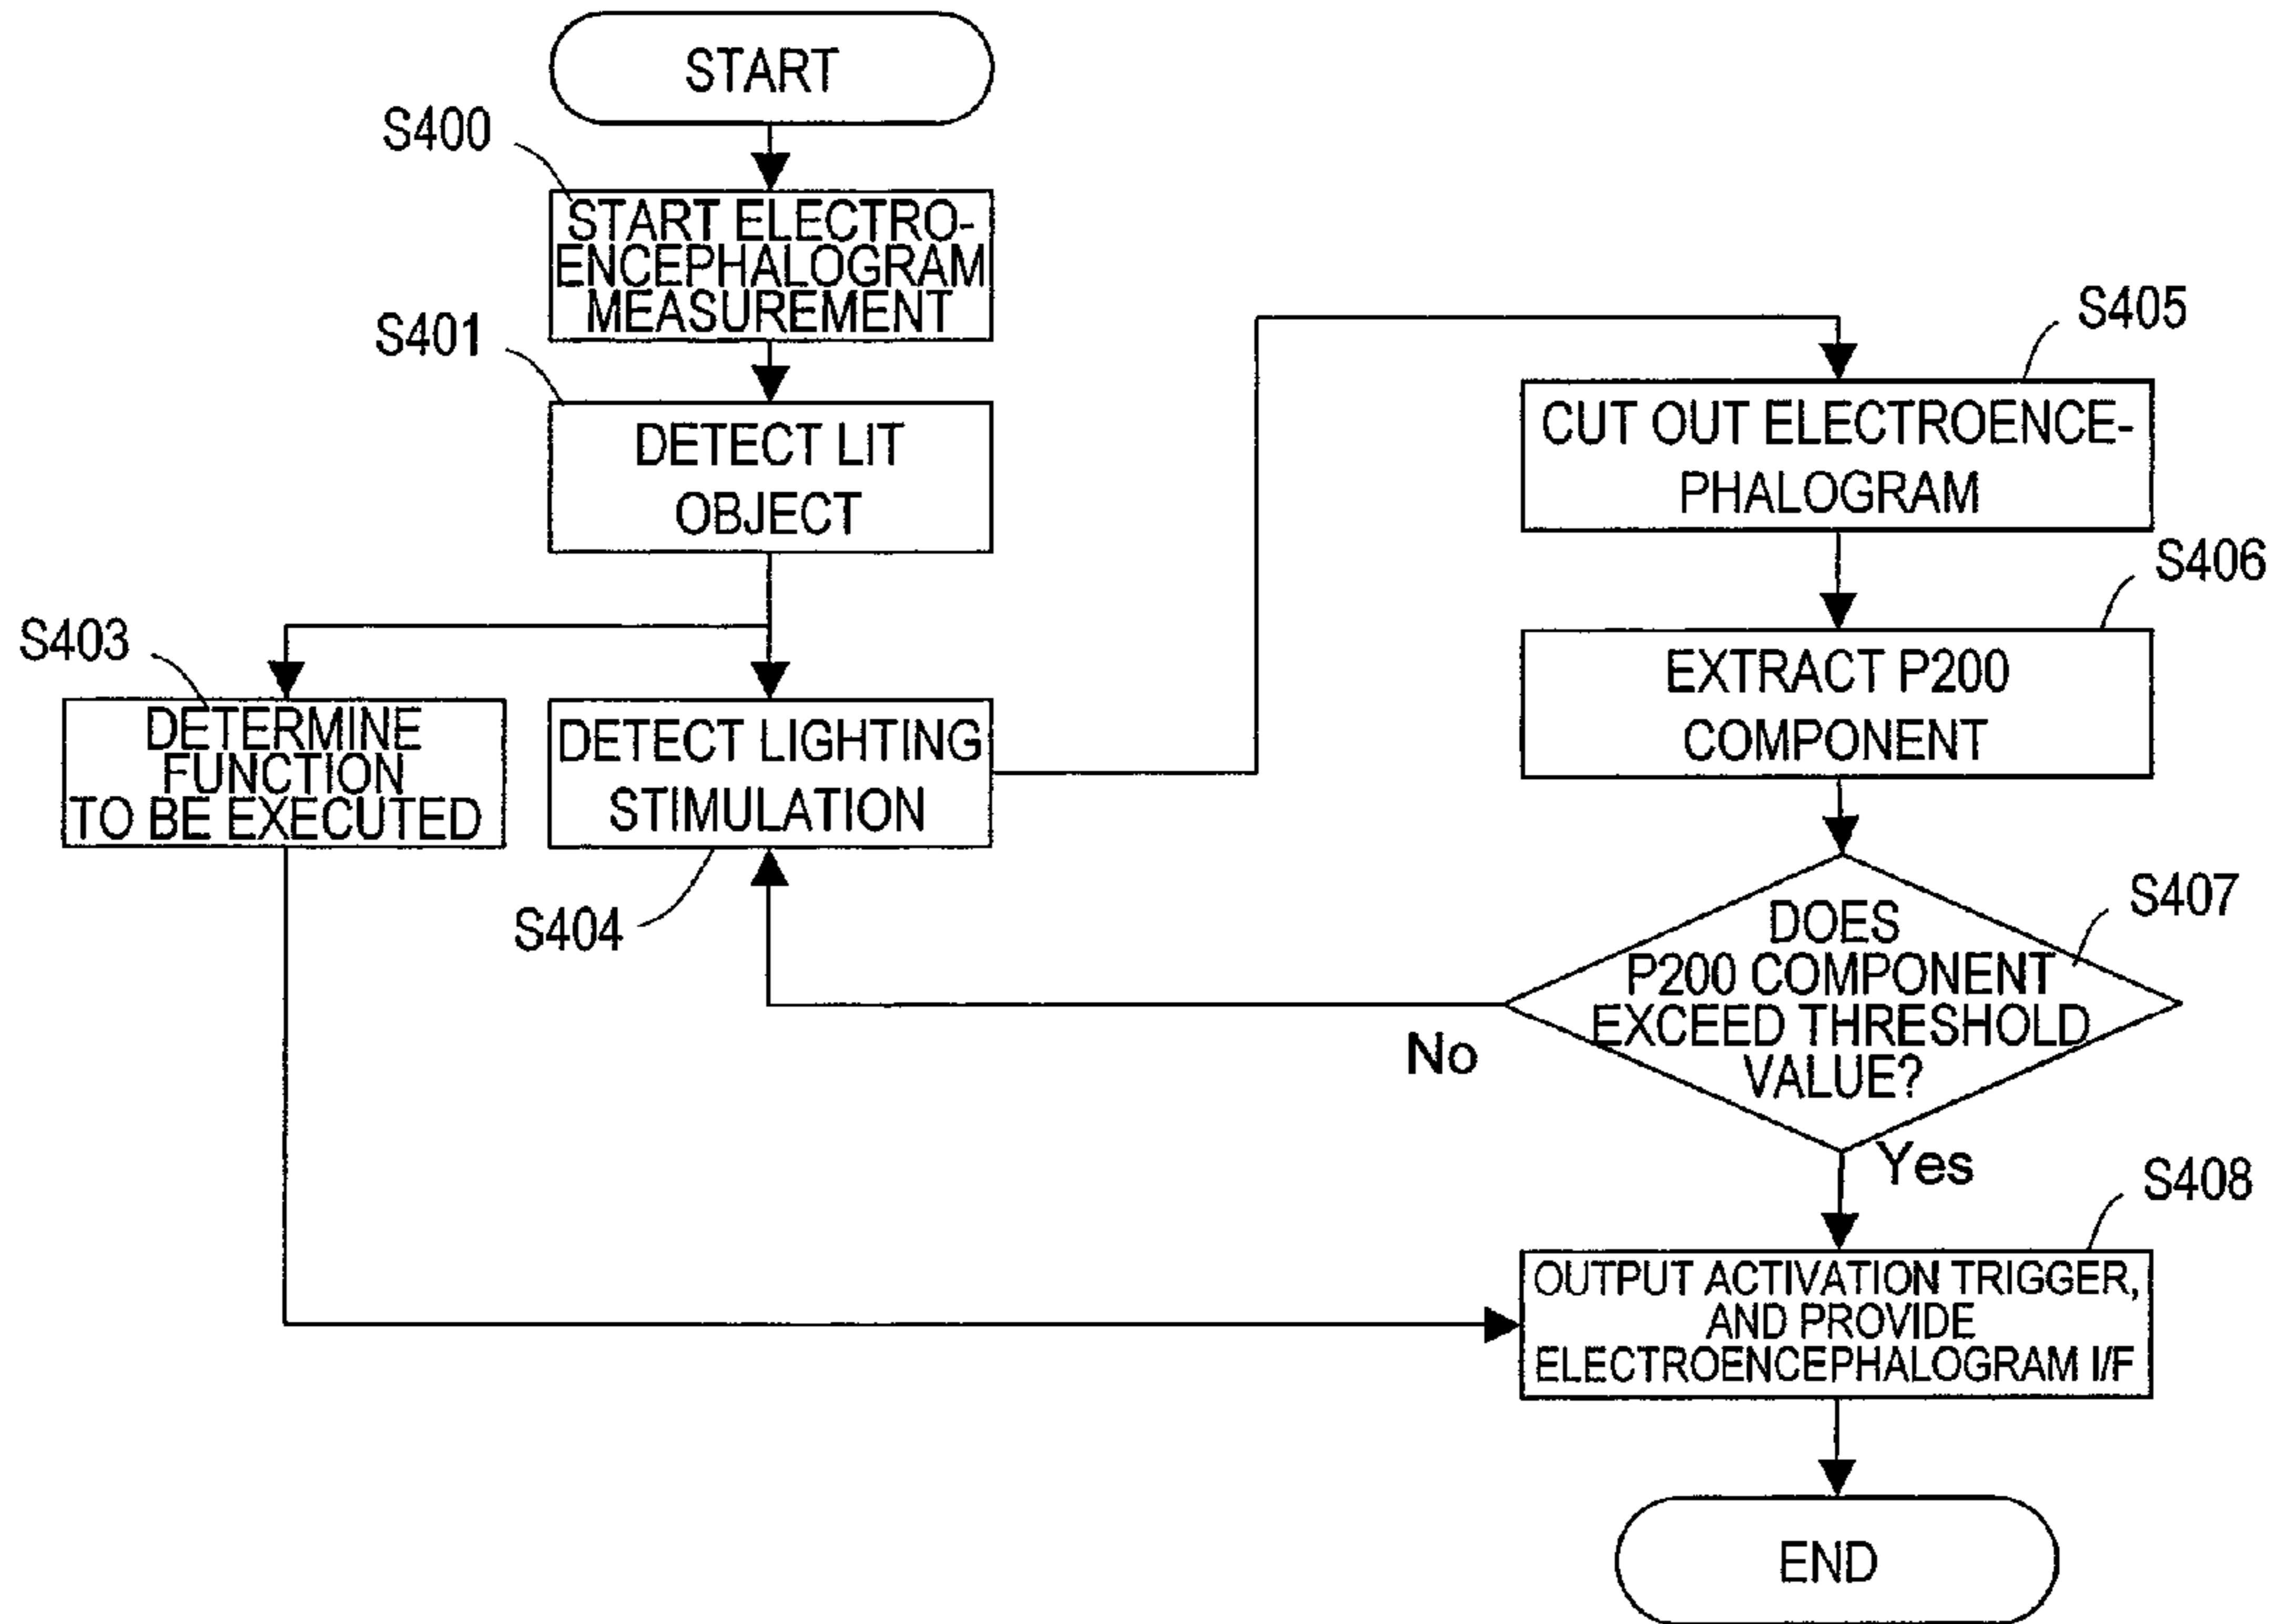 START
S400
START ELECTRO-
ENCEPHALOGRAM
MEASUREMENT
S401
DETECT LIT
OBJECT
S403
DETERMINE
FUNCTION
TO BE EXECUTED
DETECT LIGHTING
STIMULATION
S404
S405
CUT OUT ELECTROENCE-
PHALOGRAM
S406
EXTRACT P200
COMPONENT
S407
DOES
P200 COMPONENT
EXCEED THRESHOLD
VALUE?
No
Yes
S408
OUTPUT ACTIVATION TRIGGER,
AND PROVIDE
ELECTROENCEPHALOGRAM I/F
END